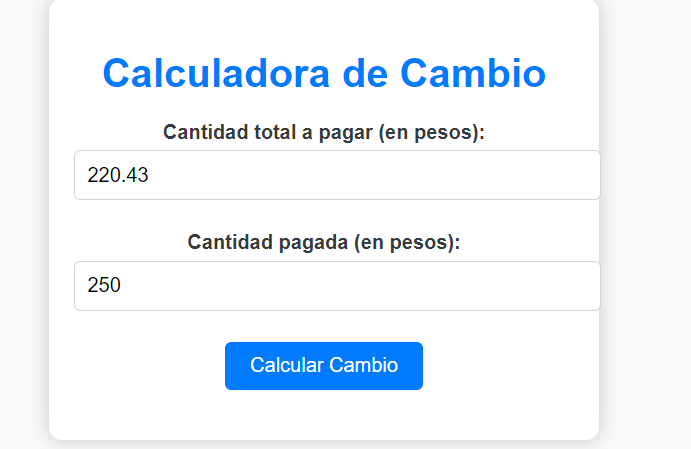 Calculadora de Cambio
Cantidad total a pagar (en pesos):
220.43
Cantidad pagada (en pesos):
250
Calcular Cambio